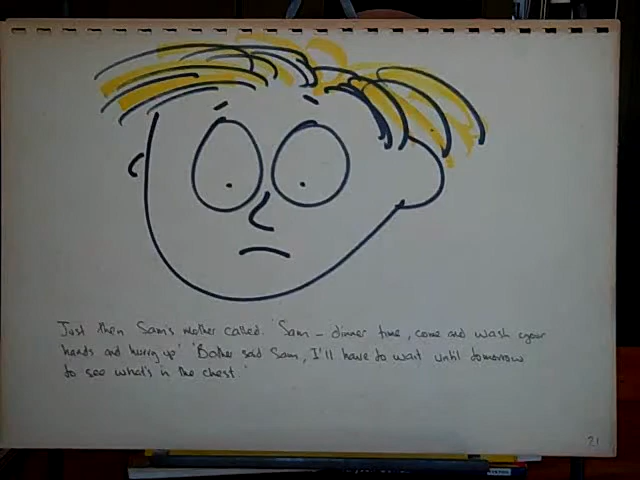 Just then Sam's mother called. 'Sam – dinner time, come and wash your
hands and hurry up' 'Bother said Sam, I'll have to wait until tomorrow
to see what's in the chest.'
21